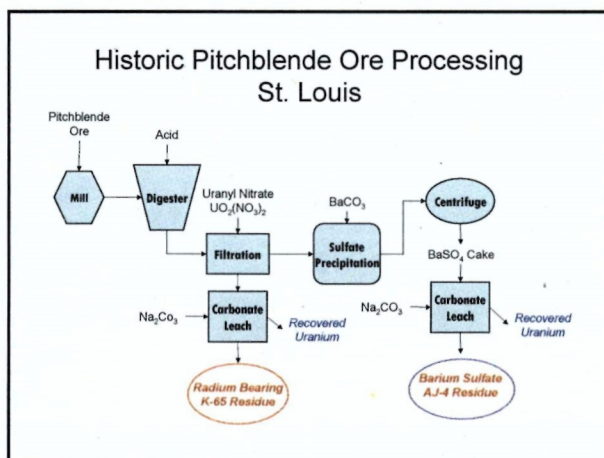 Historic Pitchblende Ore Processing
St. Louis
Pitchblende
Ore
Acid
Mill
Digester
Uranyl Nitrate
UO₂(NO₃)₂
Filtration
BaCO₃
Sulfate
Precipitation
Centrifuge
BaSO₄ Cake
Na₂Co₃
Carbonate
Leach
Recovered
Uranium
Na₂CO₃
Carbonate
Leach
Recovered
Uranium
Radium Bearing
K-65 Residue
Barium Sulfate
AJ-4 Residue